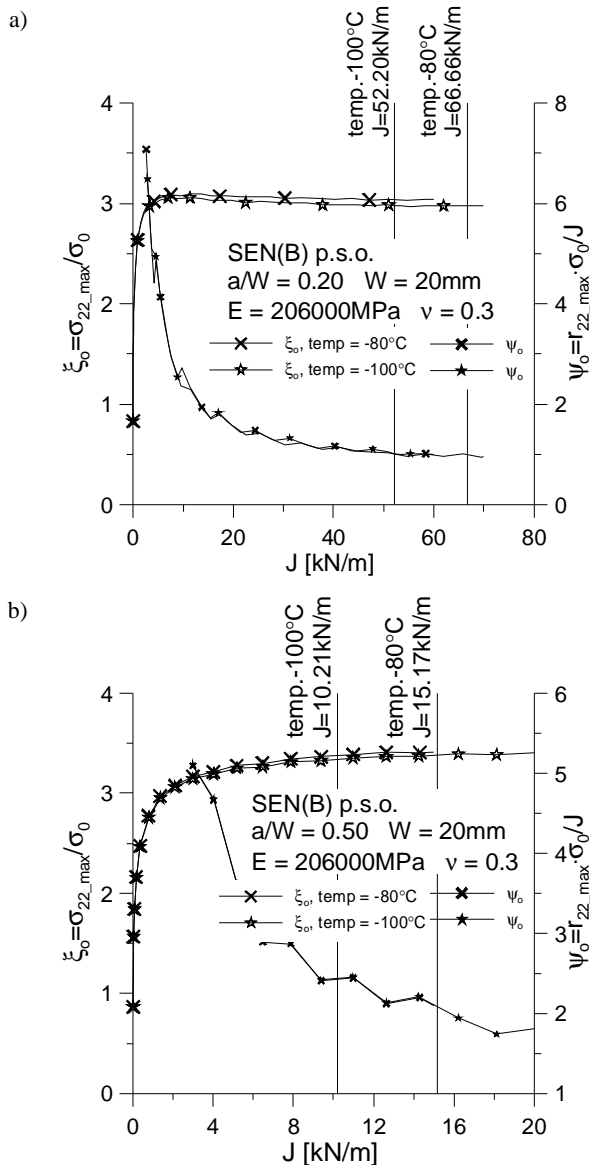 a)
temp.-100°C
J=52.20kN/m
temp.-80°C
J=66.66kN/m
4
3
2
1
0
ξₒ=σ₂₂_max/σ₀
8
6
4
2
0
ψₒ=r₂₂_max·σ₀/J
SEN(B) p.s.o.
a/W = 0.20 W = 20mm
E = 206000MPa ν = 0.3
ξₒ, temp = -80°C ψₒ
ξₒ, temp = -100°C ψₒ
0 20 40 60 80
J [kN/m]
b)
temp.-100°C
J=10.21kN/m
temp.-80°C
J=15.17kN/m
4
3
2
1
0
ξₒ=σ₂₂_max/σ₀
6
5
4
3
2
1
ψₒ=r₂₂_max·σ₀/J
SEN(B) p.s.o.
a/W = 0.50 W = 20mm
E = 206000MPa ν = 0.3
ξₒ, temp = -80°C ψₒ
ξₒ, temp = -100°C ψₒ
0 4 8 12 16 20
J [kN/m]